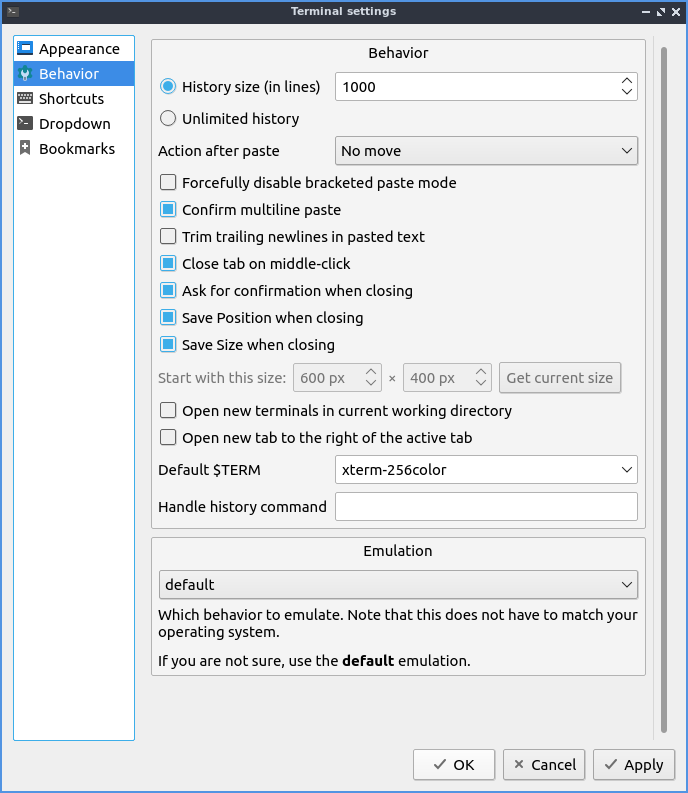 Terminal settings
Appearance
Behavior
Shortcuts
Dropdown
Bookmarks
Behavior
History size (in lines)
1000
Unlimited history
Action after paste
No move
Forcefully disable bracketed paste mode
Confirm multiline paste
Trim trailing newlines in pasted text
Close tab on middle-click
Ask for confirmation when closing
Save Position when closing
Save Size when closing
Start with this size: 600 px × 400 px Get current size
Open new terminals in current working directory
Open new tab to the right of the active tab
Default $TERM
xterm-256color
Handle history command
Emulation
default
Which behavior to emulate. Note that this does not have to match your
operating system.
If you are not sure, use the default emulation.
OK
Cancel
Apply